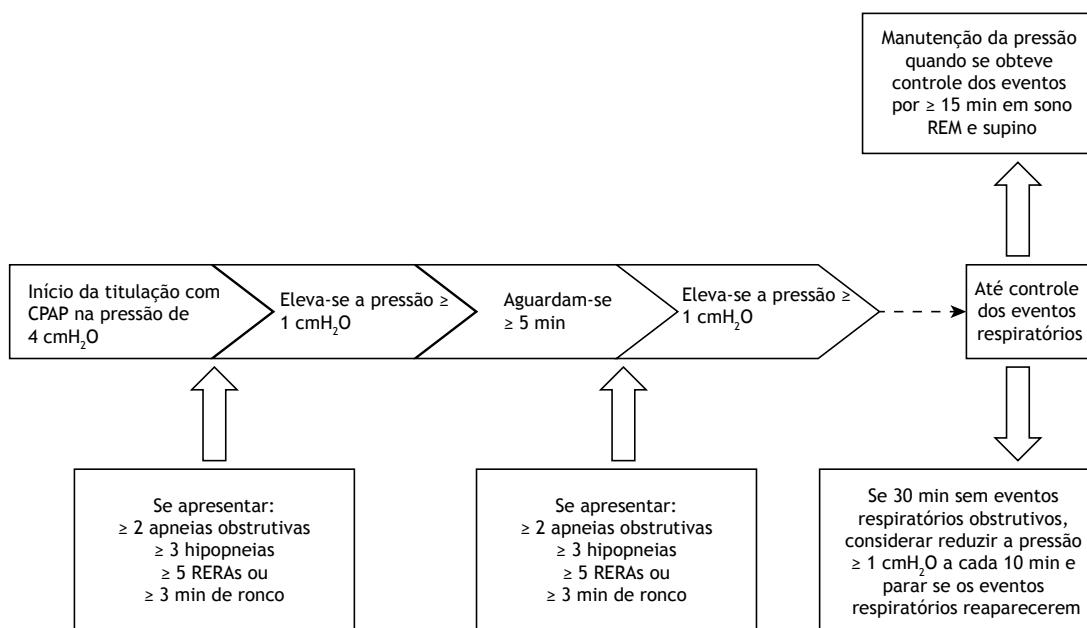 Manutenção da pressão
quando se obteve
controle dos eventos
por ≥ 15 min em sono
REM e supino
Início da titulação com
CPAP na pressão de
4 cmH₂O
Eleva-se a pressão ≥
1 cmH₂O
Aguardam-se
≥ 5 min
Eleva-se a pressão ≥
1 cmH₂O
Até controle
dos eventos
respiratórios
Se apresentar:
≥ 2 apneias obstrutivas
≥ 3 hipopneias
≥ 5 RERAs ou
≥ 3 min de ronco
Se apresentar:
≥ 2 apneias obstrutivas
≥ 3 hipopneias
≥ 5 RERAs ou
≥ 3 min de ronco
Se 30 min sem eventos
respiratórios obstrutivos,
considerar reduzir a pressão
≥ 1 cmH₂O a cada 10 min e
parar se os eventos
respiratórios reaparecerem